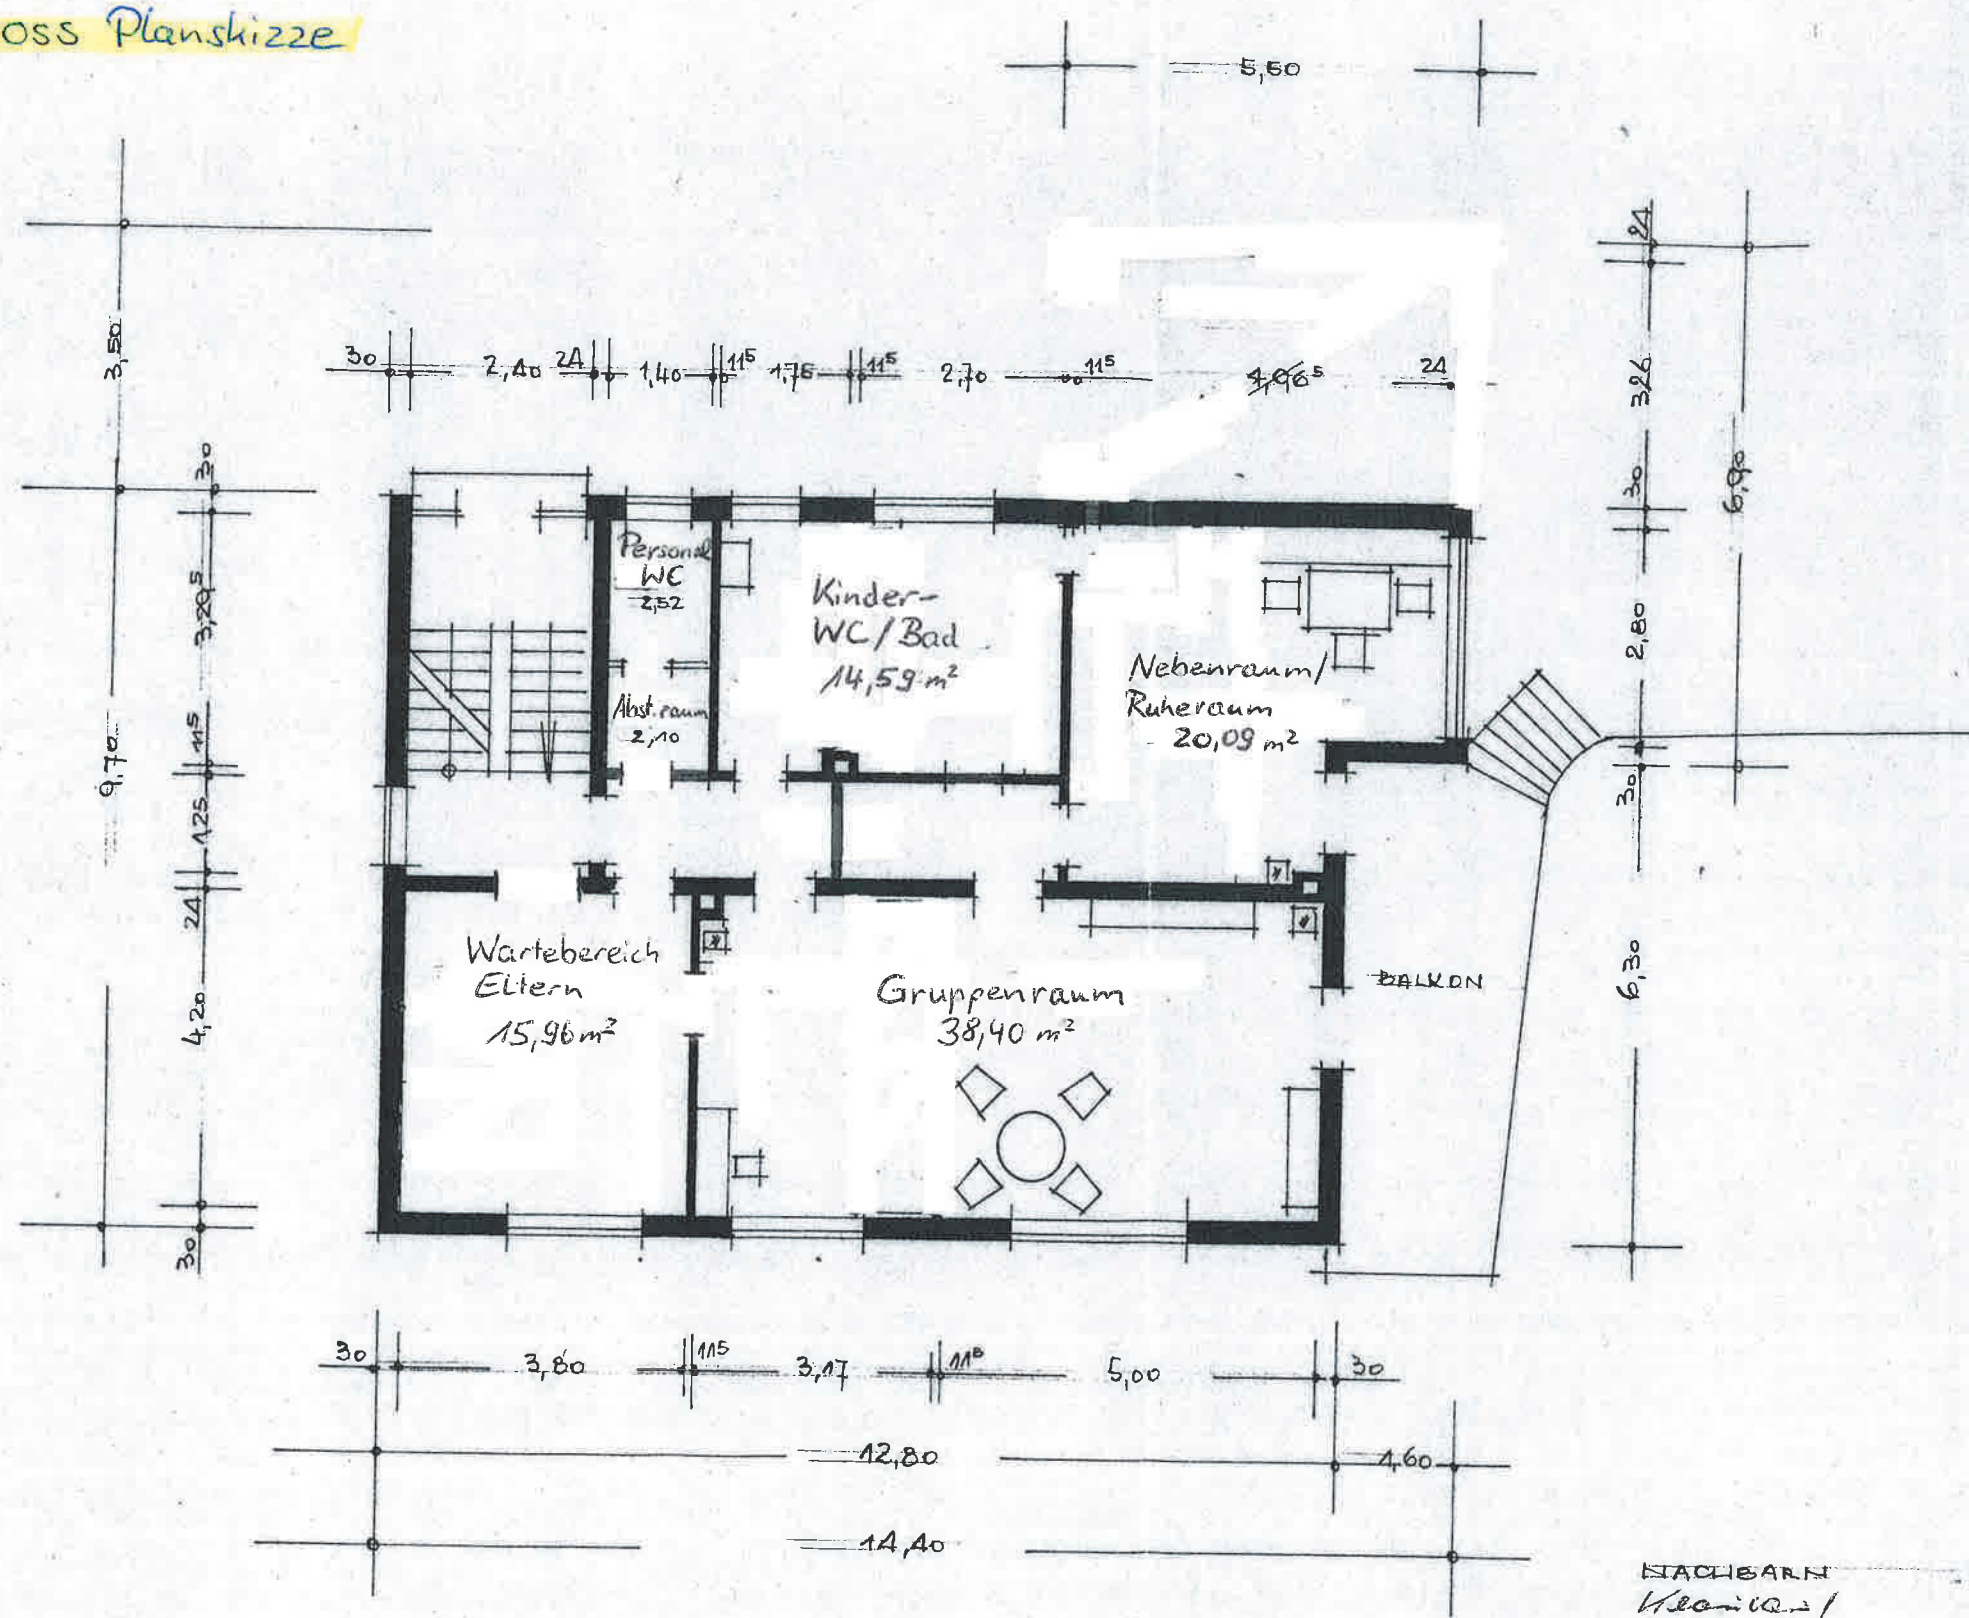 oss Planskizze
5,50
3,50
30 2,40 24 1,40 11⁵ 1,76 11⁵ 2,70 11⁵ 4,06⁵ 24
24
3,26
30
6,90
2,80
30
6,30
30
3,29⁵
11⁵
1,25
24
4,20
30
9,70
Personal
WC
2,52
Abst.raum
2,10
Kinder-
WC/Bad
14,59 m²
Nebenraum/
Ruheraum
20,09 m²
Wartebereich
Eltern
15,96 m²
Gruppenraum
38,40 m²
BALKON
30 3,80 11⁵ 3,17 11⁵ 5,00 30
12,80 1,60
14,40
NACHBARN